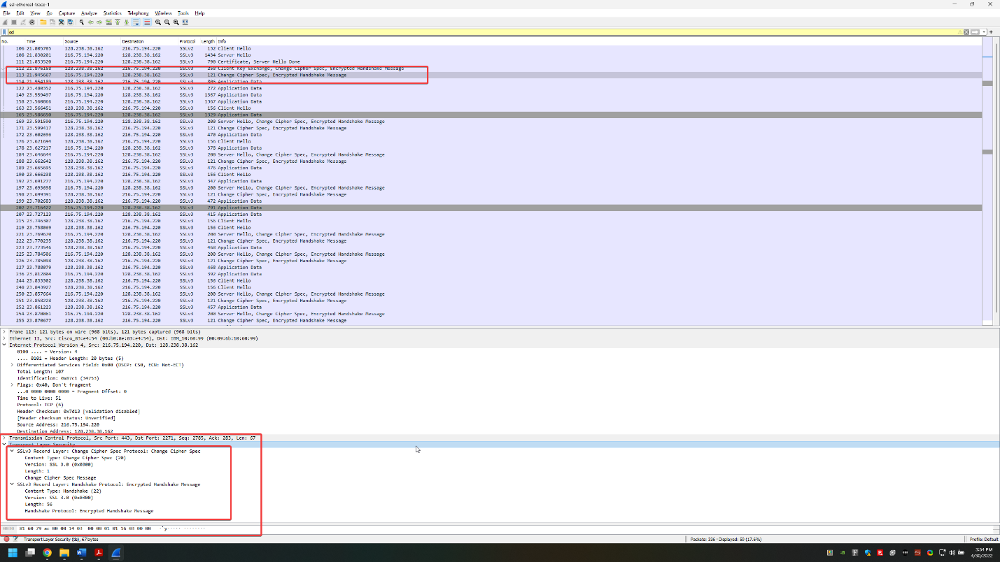 ssl-ethereal-trace-1
File Edit View Go Capture Analyze Statistics Telephony Wireless Tools Help
ssl
No. Time Source Destination Protocol Length Info
106 21.805705 128.238.38.162 216.75.194.220 SSLv2 132 Client Hello
108 21.830201 216.75.194.220 128.238.38.162 SSLv3 1434 Server Hello
111 21.853520 216.75.194.220 128.238.38.162 SSLv3 790 Certificate, Server Hello Done
112 21.876168 128.238.38.162 216.75.194.220 SSLv3 258 Client Key Exchange, Change Cipher Spec, Encrypted Handshake Message
113 21.945667 216.75.194.220 128.238.38.162 SSLv3 121 Change Cipher Spec, Encrypted Handshake Message
114 21.954189 128.238.38.162 216.75.194.220 SSLv3 806 Application Data
122 23.480352 216.75.194.220 128.238.38.162 SSLv3 272 Application Data
149 23.559497 216.75.194.220 128.238.38.162 SSLv3 1367 Application Data
158 23.560866 216.75.194.220 128.238.38.162 SSLv3 1367 Application Data
163 23.566451 128.238.38.162 216.75.194.220 SSLv3 156 Client Hello
165 23.586650 216.75.194.220 128.238.38.162 SSLv3 1329 Application Data
169 23.591590 216.75.194.220 128.238.38.162 SSLv3 200 Server Hello, Change Cipher Spec, Encrypted Handshake Message
171 23.599417 128.238.38.162 216.75.194.220 SSLv3 121 Change Cipher Spec, Encrypted Handshake Message
172 23.602696 128.238.38.162 216.75.194.220 SSLv3 470 Application Data
176 23.621694 128.238.38.162 216.75.194.220 SSLv3 156 Client Hello
178 23.627217 216.75.194.220 128.238.38.162 SSLv3 378 Application Data
184 23.646644 216.75.194.220 128.238.38.162 SSLv3 200 Server Hello, Change Cipher Spec, Encrypted Handshake Message
188 23.662642 128.238.38.162 216.75.194.220 SSLv3 121 Change Cipher Spec, Encrypted Handshake Message
189 23.665695 128.238.38.162 216.75.194.220 SSLv3 476 Application Data
190 23.666238 128.238.38.162 216.75.194.220 SSLv3 156 Client Hello
192 23.691277 216.75.194.220 128.238.38.162 SSLv3 347 Application Data
197 23.693698 216.75.194.220 128.238.38.162 SSLv3 200 Server Hello, Change Cipher Spec, Encrypted Handshake Message
198 23.699391 128.238.38.162 216.75.194.220 SSLv3 121 Change Cipher Spec, Encrypted Handshake Message
199 23.702683 128.238.38.162 216.75.194.220 SSLv3 472 Application Data
202 23.716422 216.75.194.220 128.238.38.162 SSLv3 791 Application Data
207 23.727123 216.75.194.220 128.238.38.162 SSLv3 415 Application Data
215 23.746307 128.238.38.162 216.75.194.220 SSLv3 156 Client Hello
219 23.758069 128.238.38.162 216.75.194.220 SSLv3 156 Client Hello
221 23.769670 216.75.194.220 128.238.38.162 SSLv3 200 Server Hello, Change Cipher Spec, Encrypted Handshake Message
222 23.770235 128.238.38.162 216.75.194.220 SSLv3 121 Change Cipher Spec, Encrypted Handshake Message
223 23.773546 128.238.38.162 216.75.194.220 SSLv3 468 Application Data
225 23.784506 216.75.194.220 128.238.38.162 SSLv3 200 Server Hello, Change Cipher Spec, Encrypted Handshake Message
226 23.785098 128.238.38.162 216.75.194.220 SSLv3 121 Change Cipher Spec, Encrypted Handshake Message
227 23.788079 128.238.38.162 216.75.194.220 SSLv3 468 Application Data
236 23.812804 216.75.194.220 128.238.38.162 SSLv3 392 Application Data
244 23.833302 128.238.38.162 216.75.194.220 SSLv3 156 Client Hello
248 23.843927 128.238.38.162 216.75.194.220 SSLv3 156 Client Hello
250 23.857664 216.75.194.220 128.238.38.162 SSLv3 200 Server Hello, Change Cipher Spec, Encrypted Handshake Message
251 23.858228 128.238.38.162 216.75.194.220 SSLv3 121 Change Cipher Spec, Encrypted Handshake Message
252 23.861223 128.238.38.162 216.75.194.220 SSLv3 457 Application Data
254 23.870061 216.75.194.220 128.238.38.162 SSLv3 200 Server Hello, Change Cipher Spec, Encrypted Handshake Message
255 23.870677 128.238.38.162 216.75.194.220 SSLv3 121 Change Cipher Spec, Encrypted Handshake Message
Frame 113: 121 bytes on wire (968 bits), 121 bytes captured (968 bits)
Ethernet II, Src: Cisco_83:e4:54 (00:b0:8e:83:e4:54), Dst: IBM_10:60:99 (00:09:6b:10:60:99)
Internet Protocol Version 4, Src: 216.75.194.220, Dst: 128.238.38.162
0100 .... = Version: 4
.... 0101 = Header Length: 20 bytes (5)
Differentiated Services Field: 0x00 (DSCP: CS0, ECN: Not-ECT)
Total Length: 107
Identification: 0x87c1 (34753)
Flags: 0x40, Don't fragment
...0 0000 0000 0000 = Fragment Offset: 0
Time to Live: 51
Protocol: TCP (6)
Header Checksum: 0x7d13 [validation disabled]
[Header checksum status: Unverified]
Source Address: 216.75.194.220
Destination Address: 128.238.38.162
Transmission Control Protocol, Src Port: 443, Dst Port: 2271, Seq: 2785, Ack: 283, Len: 67
Transport Layer Security
SSLv3 Record Layer: Change Cipher Spec Protocol: Change Cipher Spec
Content Type: Change Cipher Spec (20)
Version: SSL 3.0 (0x0300)
Length: 1
Change Cipher Spec Message
SSLv3 Record Layer: Handshake Protocol: Encrypted Handshake Message
Content Type: Handshake (22)
Version: SSL 3.0 (0x0300)
Length: 56
Handshake Protocol: Encrypted Handshake Message
0030 81 60 79 ac 00 00 14 03 00 00 01 01 16 03 00 00 ·`y····· ········
Transport Layer Security (tls), 67 bytes
Packets: 336 · Displayed: 59 (17.6%)
Profile: Default
3:54 PM
4/30/2022